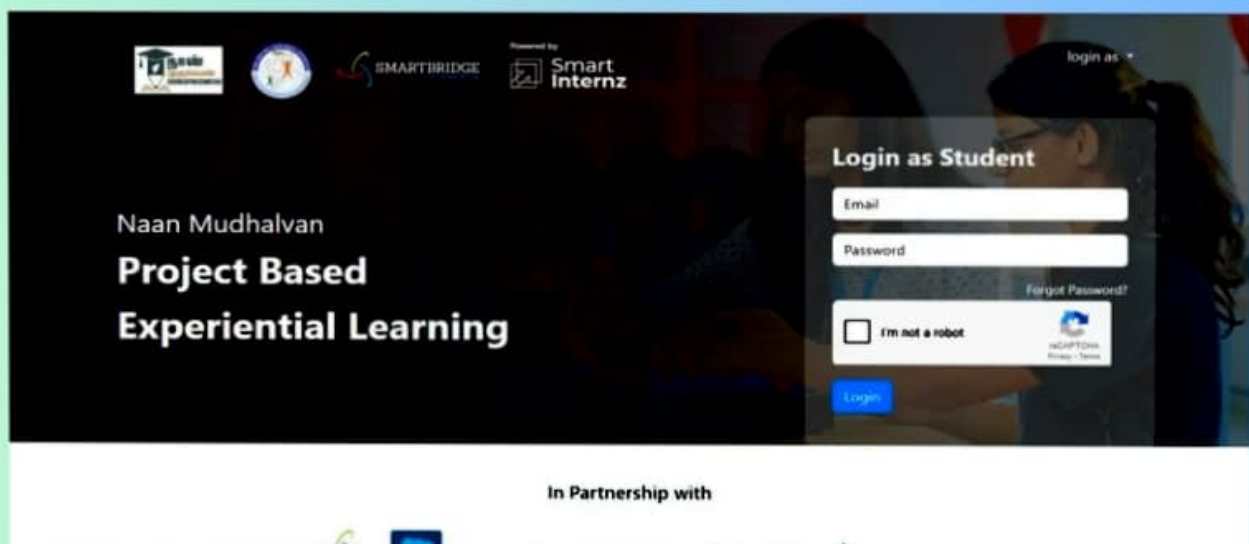 நான்
SMARTBRIDGE
Powered by
Smart
Internz
login as
Login as Student
Email
Password
Forgot Password?
I'm not a robot
reCAPTCHA
Privacy - Terms
Login
Naan Mudhalvan
Project Based
Experiential Learning
In Partnership with